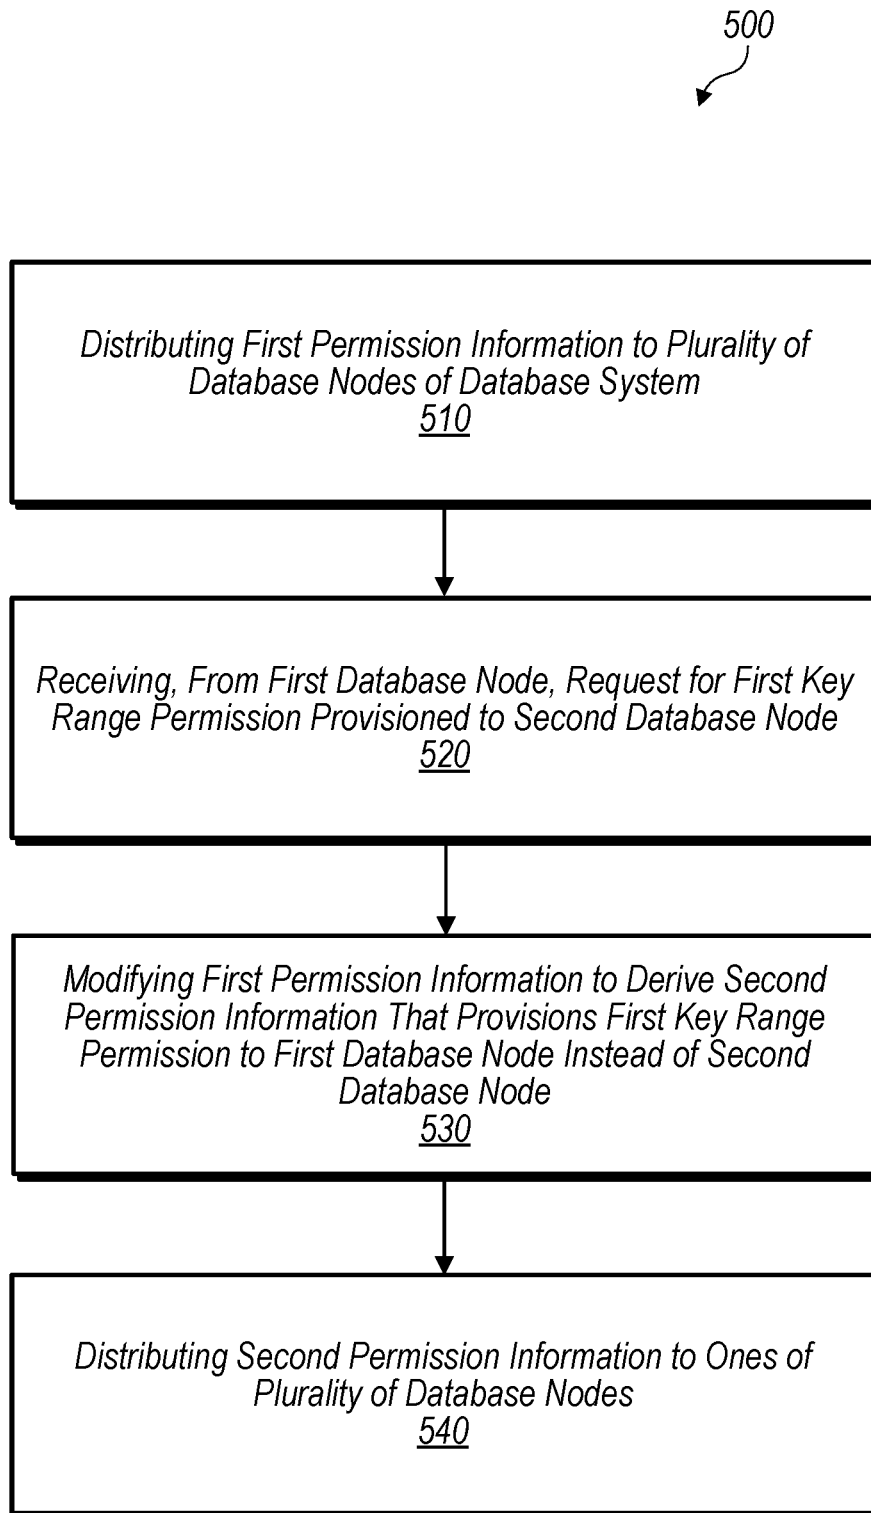 500
Distributing First Permission Information to Plurality of
Database Nodes of Database System
510
Receiving, From First Database Node, Request for First Key
Range Permission Provisioned to Second Database Node
520
Modifying First Permission Information to Derive Second
Permission Information That Provisions First Key Range
Permission to First Database Node Instead of Second
Database Node
530
Distributing Second Permission Information to Ones of
Plurality of Database Nodes
540